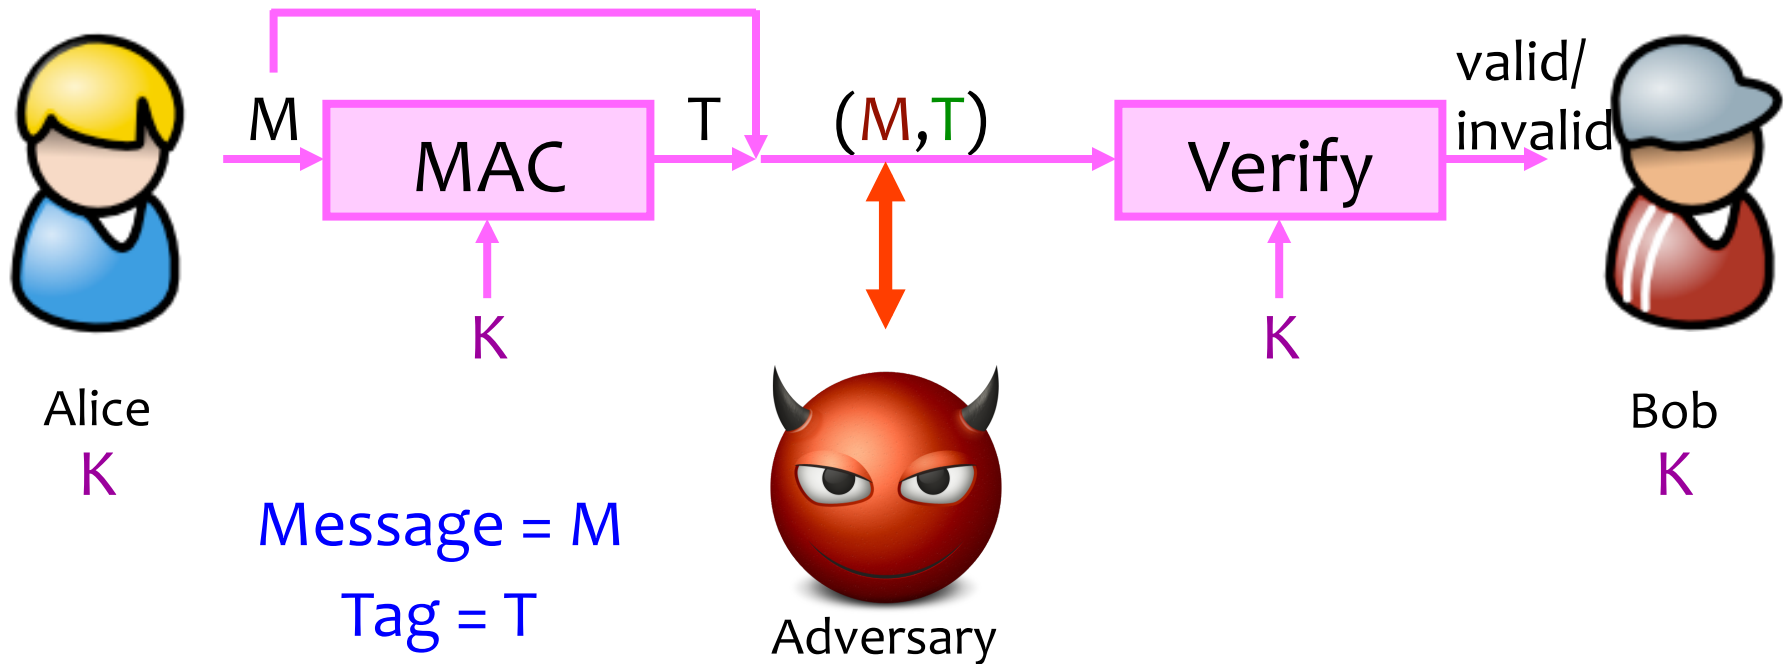 M
MAC
T
(M,T)
Verify
valid/
invalid
K
K
Alice
K
Bob
K
Message = M
Tag = T
Adversary